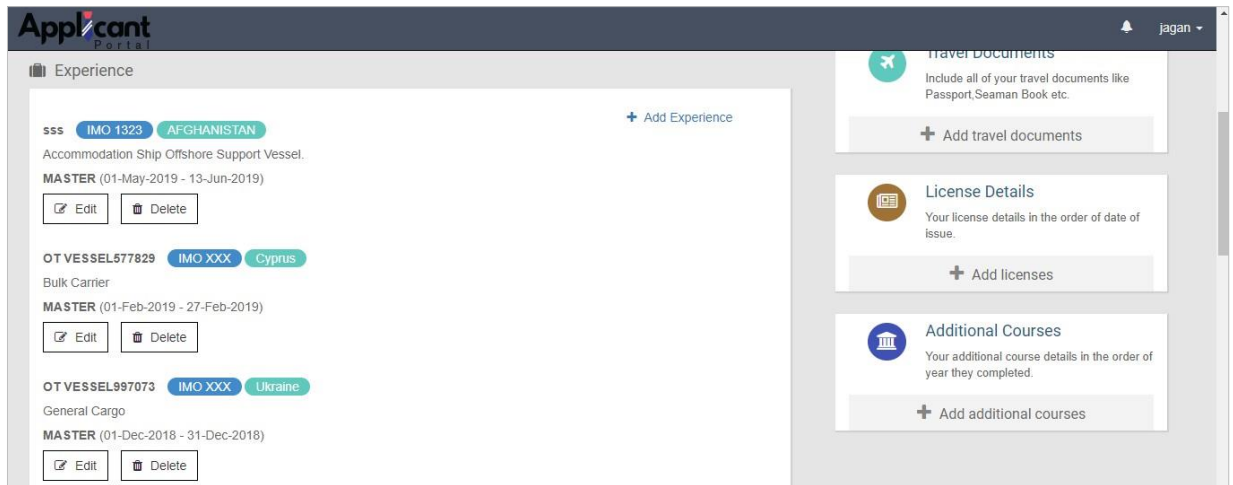 Applicant
Portal
jagan
Experience
+ Add Experience
sss IMO 1323 AFGHANISTAN
Accommodation Ship Offshore Support Vessel.
MASTER (01-May-2019 - 13-Jun-2019)
Edit Delete
OT VESSEL577829 IMO XXX Cyprus
Bulk Carrier
MASTER (01-Feb-2019 - 27-Feb-2019)
Edit Delete
OT VESSEL997073 IMO XXX Ukraine
General Cargo
MASTER (01-Dec-2018 - 31-Dec-2018)
Edit Delete
Travel Documents
Include all of your travel documents like
Passport,Seaman Book etc.
+ Add travel documents
License Details
Your license details in the order of date of
issue.
+ Add licenses
Additional Courses
Your additional course details in the order of
year they completed.
+ Add additional courses